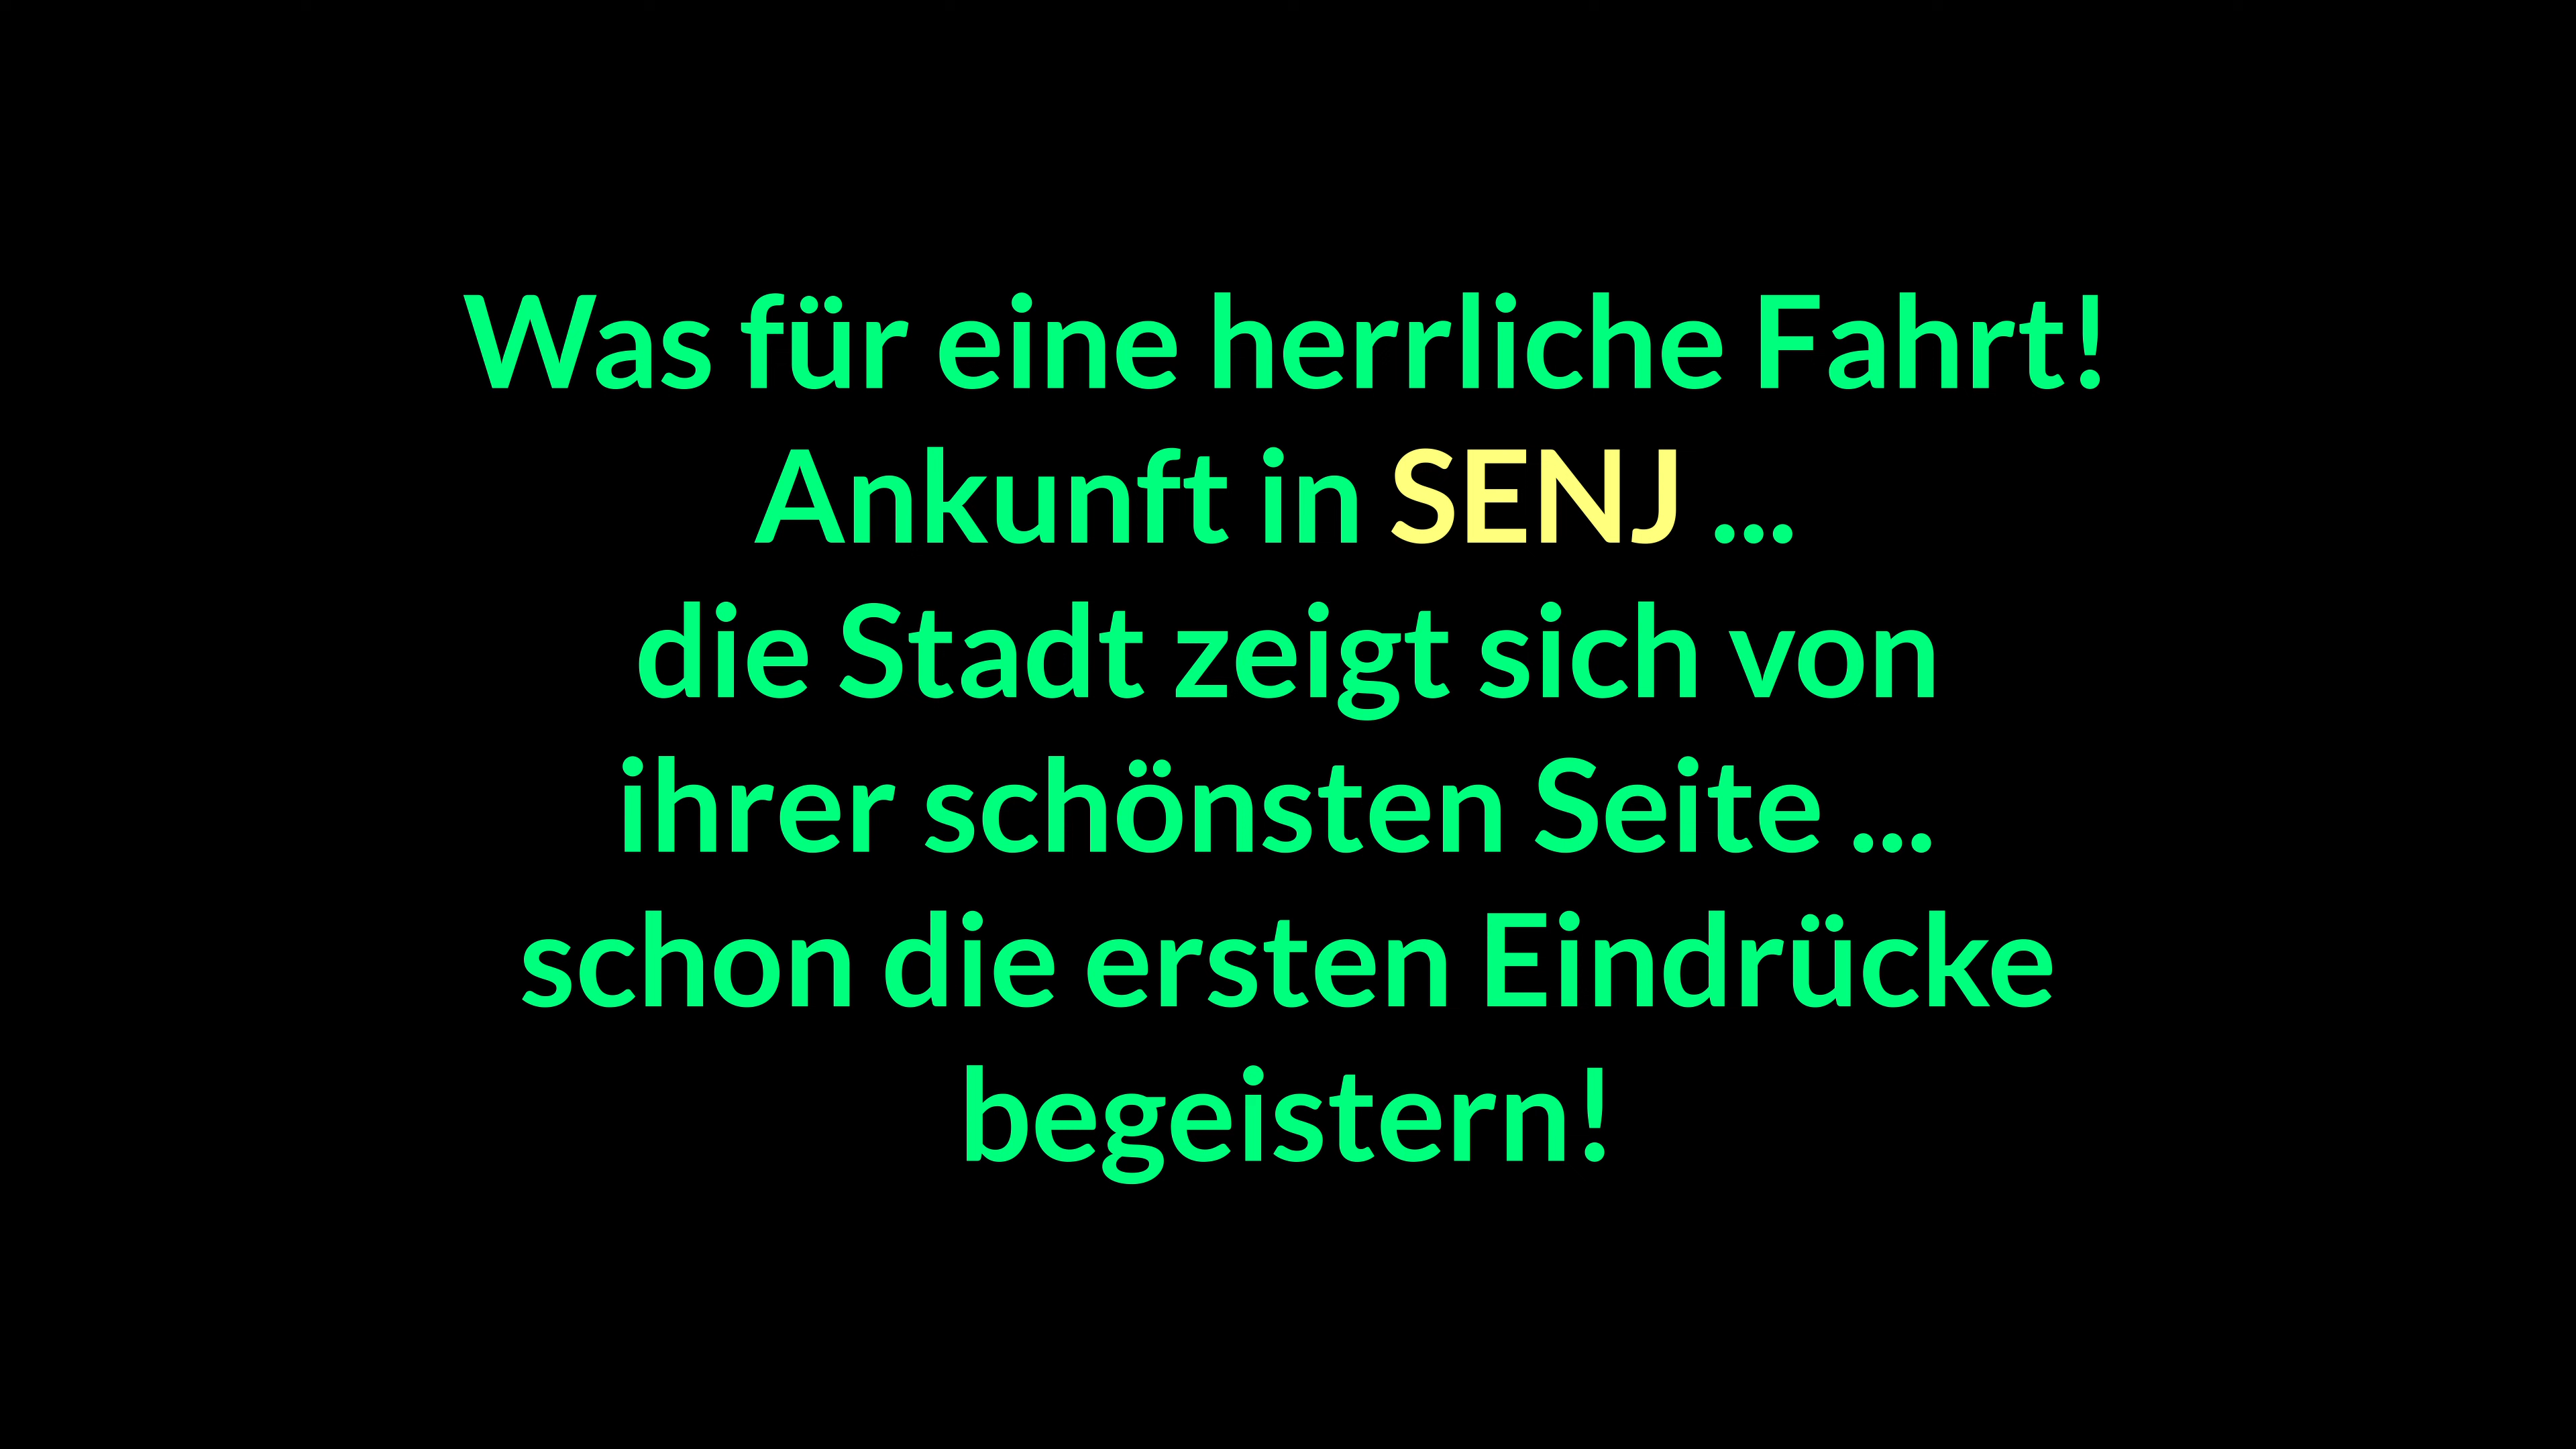 Was für eine herrliche Fahrt!
Ankunft in SENJ ...
die Stadt zeigt sich von
ihrer schönsten Seite ...
schon die ersten Eindrücke
begeistern!